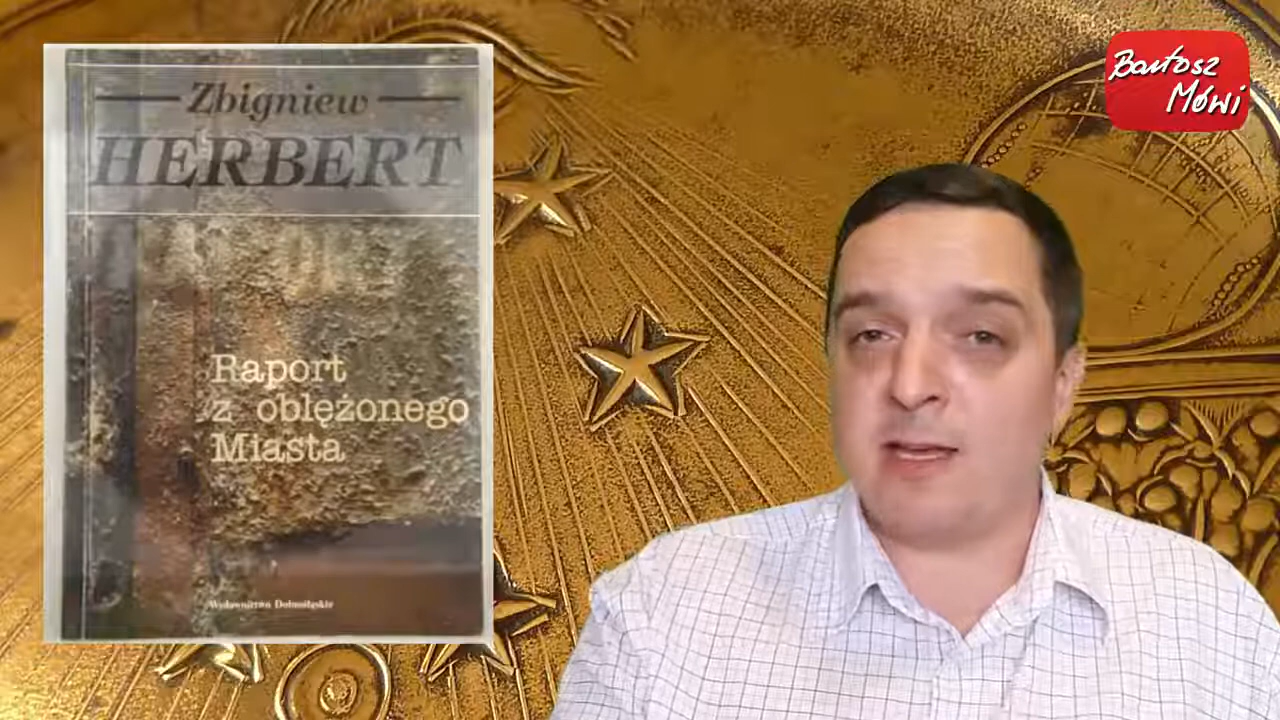 Zbigniew
HERBERT
Raport
z oblężonego
Miasta
Wydawnictwo Dolnośląskie
Bartosz
Mówi